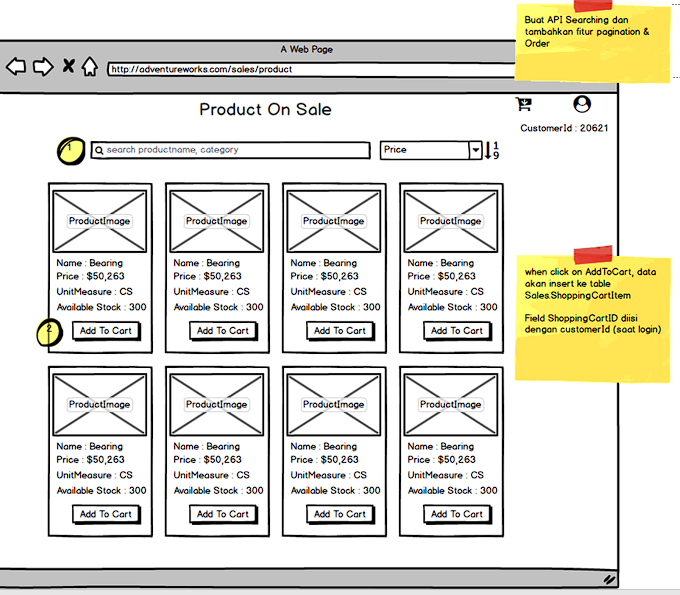 Buat API Searching dan
tambahkan fitur pagination &
Order
A Web Page
http://adventureworks.com/sales/product
Product On Sale
CustomerId : 20621
1
search productname, category
Price
1
9
ProductImage ProductImage ProductImage ProductImage
Name : Bearing Name : Bearing Name : Bearing Name : Bearing
Price : $50,263 Price : $50,263 Price : $50,263 Price : $50,263
UnitMeasure : CS UnitMeasure : CS UnitMeasure : CS UnitMeasure : CS
Available Stock : 300 Available Stock : 300 Available Stock : 300 Available Stock : 300
2
Add To Cart Add To Cart Add To Cart Add To Cart
when click on AddToCart, data
akan insert ke table
Sales.ShoppingCartItem
Field ShoppingCartID diisi
dengan customerId (saat login)
ProductImage ProductImage ProductImage ProductImage
Name : Bearing Name : Bearing Name : Bearing Name : Bearing
Price : $50,263 Price : $50,263 Price : $50,263 Price : $50,263
UnitMeasure : CS UnitMeasure : CS UnitMeasure : CS UnitMeasure : CS
Available Stock : 300 Available Stock : 300 Available Stock : 300 Available Stock : 300
Add To Cart Add To Cart Add To Cart Add To Cart